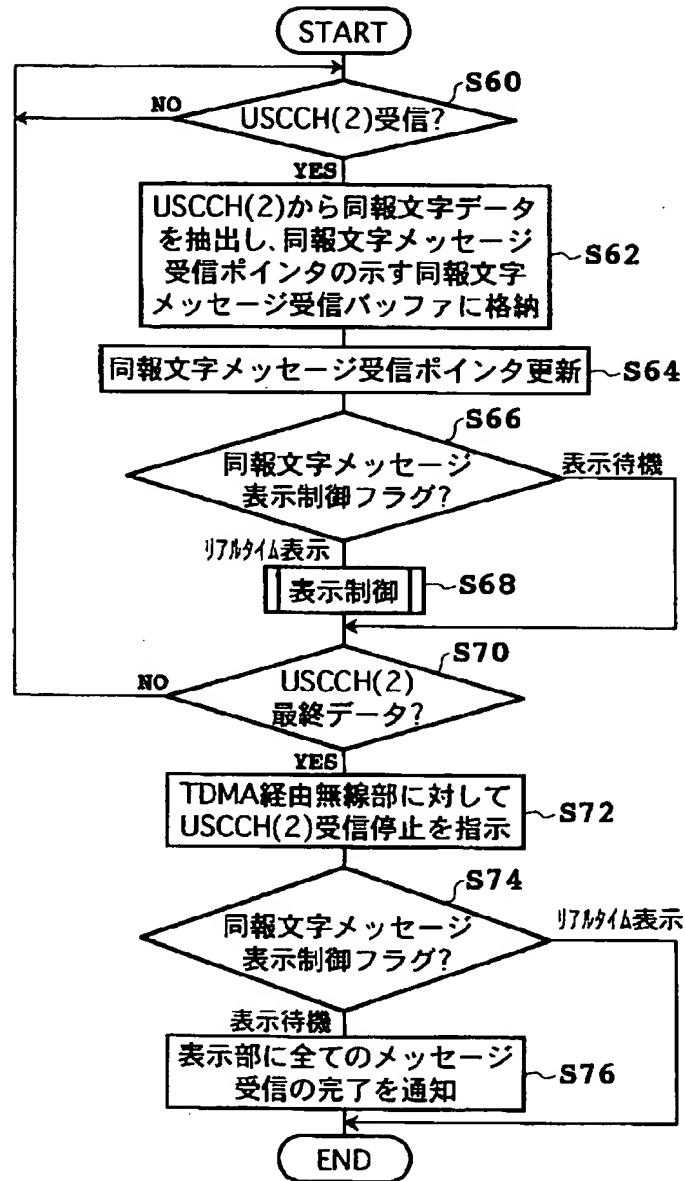 START
S60
NO
USCCH(2)受信?
YES
USCCH(2)から同報文字データ
を抽出し、同報文字メッセージ
受信ポインタの示す同報文字
メッセージ受信バッファに格納
S62
同報文字メッセージ受信ポインタ更新
S64
S66
同報文字メッセージ
表示制御フラグ?
表示待機
リアルタイム表示
表示制御
S68
S70
NO
USCCH(2)
最終データ?
YES
TDMA経由無線部に対して
USCCH(2)受信停止を指示
S72
S74
同報文字メッセージ
表示制御フラグ?
リアルタイム表示
表示待機
表示部に全てのメッセージ
受信の完了を通知
S76
END